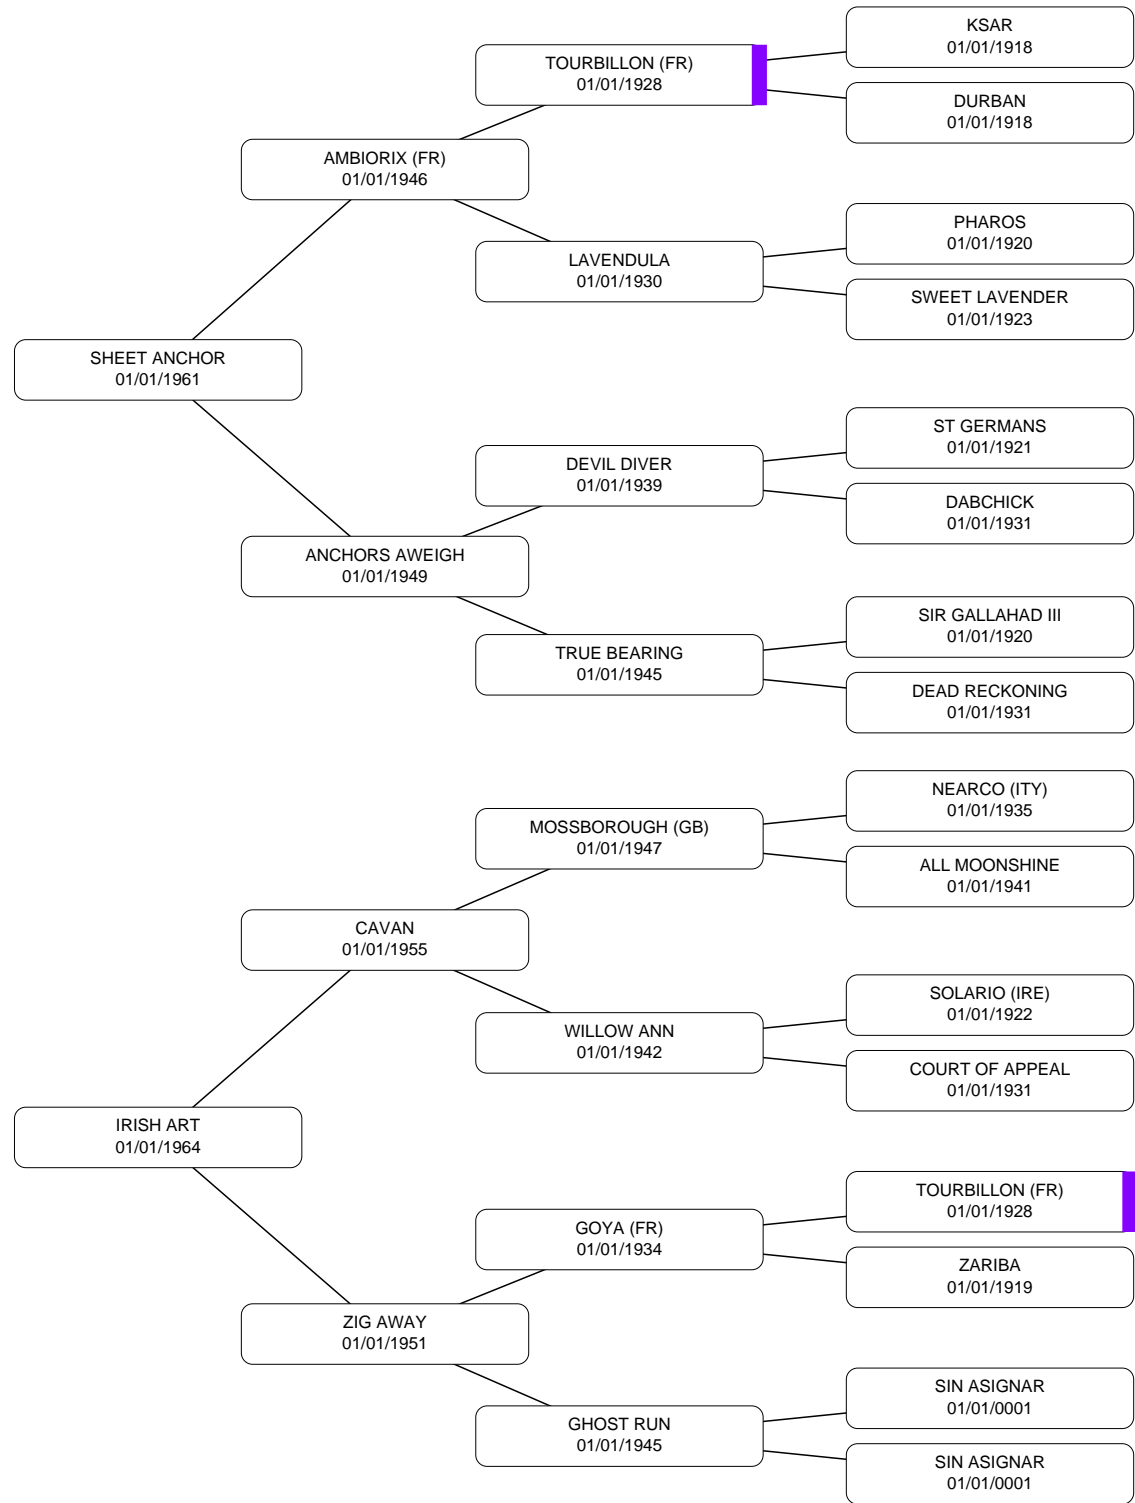 KSAR
01/01/1918
TOURBILLON (FR)
01/01/1928
DURBAN
01/01/1918
AMBIORIX (FR)
01/01/1946
PHAROS
01/01/1920
LAVENDULA
01/01/1930
SWEET LAVENDER
01/01/1923
SHEET ANCHOR
01/01/1961
ST GERMANS
01/01/1921
DEVIL DIVER
01/01/1939
DABCHICK
01/01/1931
ANCHORS AWEIGH
01/01/1949
SIR GALLAHAD III
01/01/1920
TRUE BEARING
01/01/1945
DEAD RECKONING
01/01/1931
NEARCO (ITY)
01/01/1935
MOSSBOROUGH (GB)
01/01/1947
ALL MOONSHINE
01/01/1941
CAVAN
01/01/1955
SOLARIO (IRE)
01/01/1922
WILLOW ANN
01/01/1942
COURT OF APPEAL
01/01/1931
IRISH ART
01/01/1964
TOURBILLON (FR)
01/01/1928
GOYA (FR)
01/01/1934
ZARIBA
01/01/1919
ZIG AWAY
01/01/1951
SIN ASIGNAR
01/01/0001
GHOST RUN
01/01/1945
SIN ASIGNAR
01/01/0001